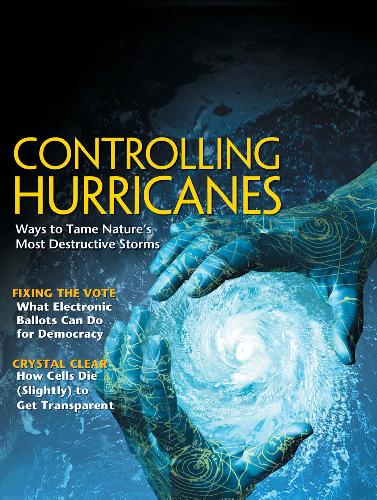 CONTROLLING
HURRICANES
Ways to Tame Nature's
Most Destructive Storms
FIXING THE VOTE
What Electronic
Ballots Can Do
for Democracy
CRYSTAL CLEAR
How Cells Die
(Slightly) to
Get Transparent